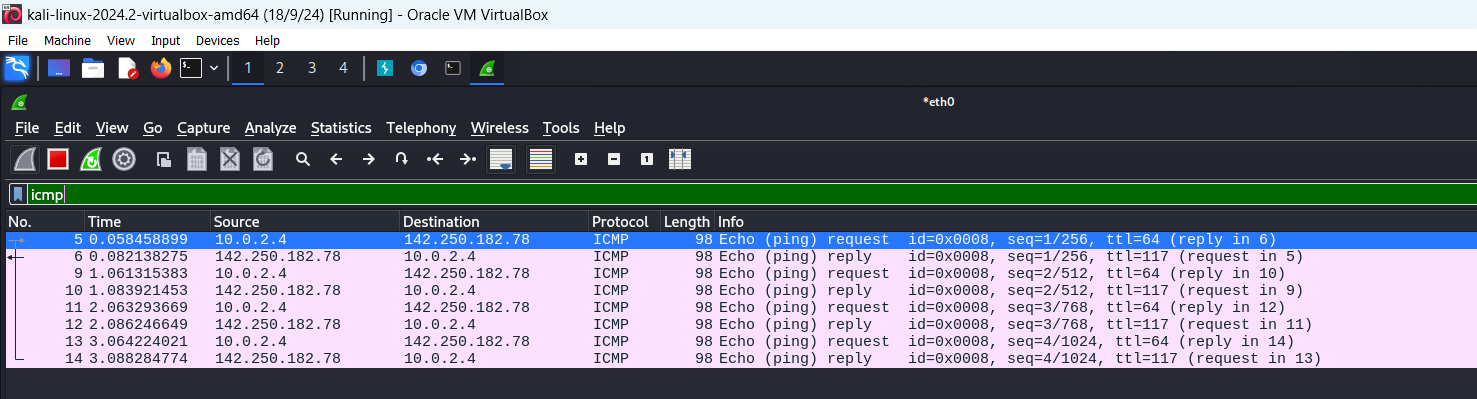 kali-linux-2024.2-virtualbox-amd64 (18/9/24) [Running] - Oracle VM VirtualBox
File Machine View Input Devices Help
1 2 3 4
*eth0
File Edit View Go Capture Analyze Statistics Telephony Wireless Tools Help
icmp
No. Time Source Destination Protocol Length Info
5 0.058458899 10.0.2.4 142.250.182.78 ICMP 98 Echo (ping) request id=0x0008, seq=1/256, ttl=64 (reply in 6)
6 0.082138275 142.250.182.78 10.0.2.4 ICMP 98 Echo (ping) reply id=0x0008, seq=1/256, ttl=117 (request in 5)
9 1.061315383 10.0.2.4 142.250.182.78 ICMP 98 Echo (ping) request id=0x0008, seq=2/512, ttl=64 (reply in 10)
10 1.083921453 142.250.182.78 10.0.2.4 ICMP 98 Echo (ping) reply id=0x0008, seq=2/512, ttl=117 (request in 9)
11 2.063293669 10.0.2.4 142.250.182.78 ICMP 98 Echo (ping) request id=0x0008, seq=3/768, ttl=64 (reply in 12)
12 2.086246649 142.250.182.78 10.0.2.4 ICMP 98 Echo (ping) reply id=0x0008, seq=3/768, ttl=117 (request in 11)
13 3.064224021 10.0.2.4 142.250.182.78 ICMP 98 Echo (ping) request id=0x0008, seq=4/1024, ttl=64 (reply in 14)
14 3.088284774 142.250.182.78 10.0.2.4 ICMP 98 Echo (ping) reply id=0x0008, seq=4/1024, ttl=117 (request in 13)